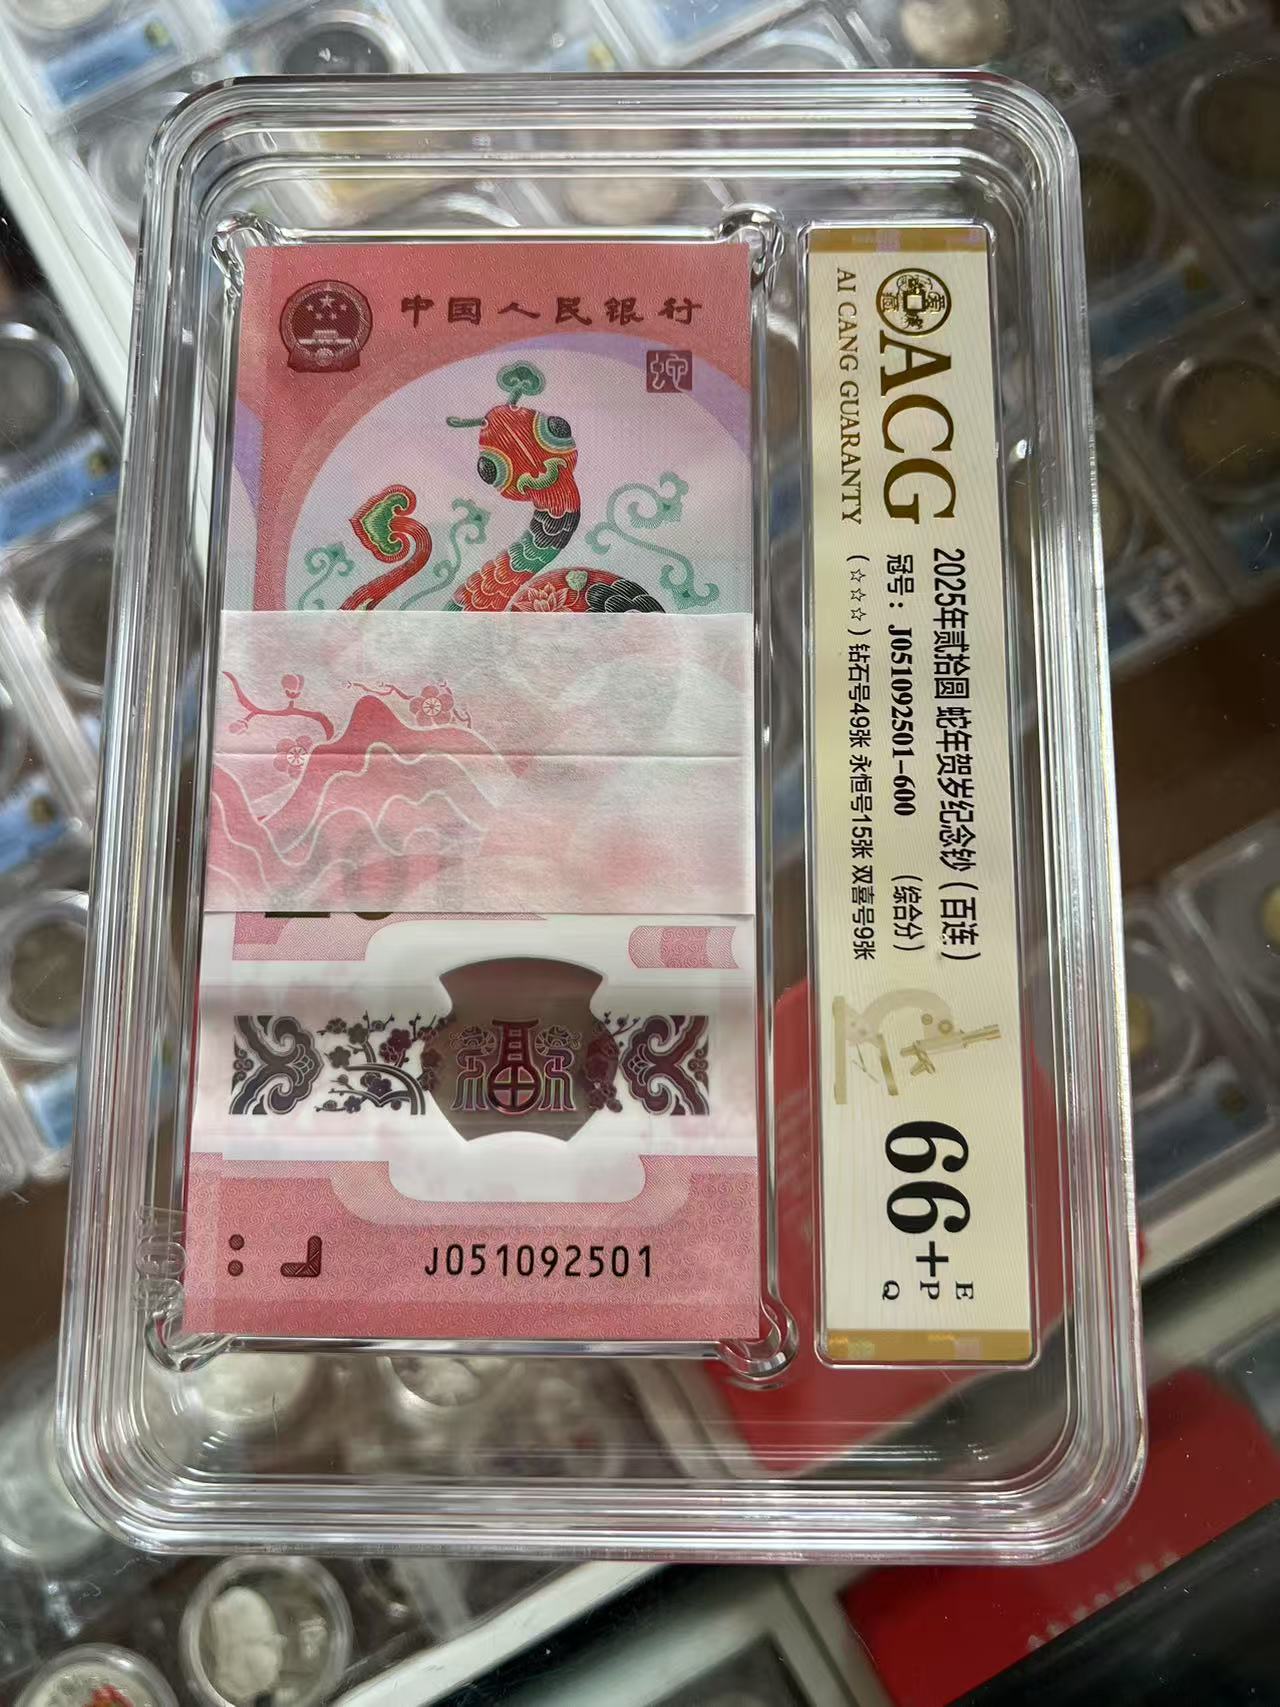 中国人民银行
J051092501
ACG
AI CANG GUARANTY
2025年贰拾圆 蛇年贺岁纪念钞（百连）
冠号：J051092501-600 （综合分）
（☆☆☆）钻石号49张 永恒号15张 双喜号9张
66+
E
P
Q